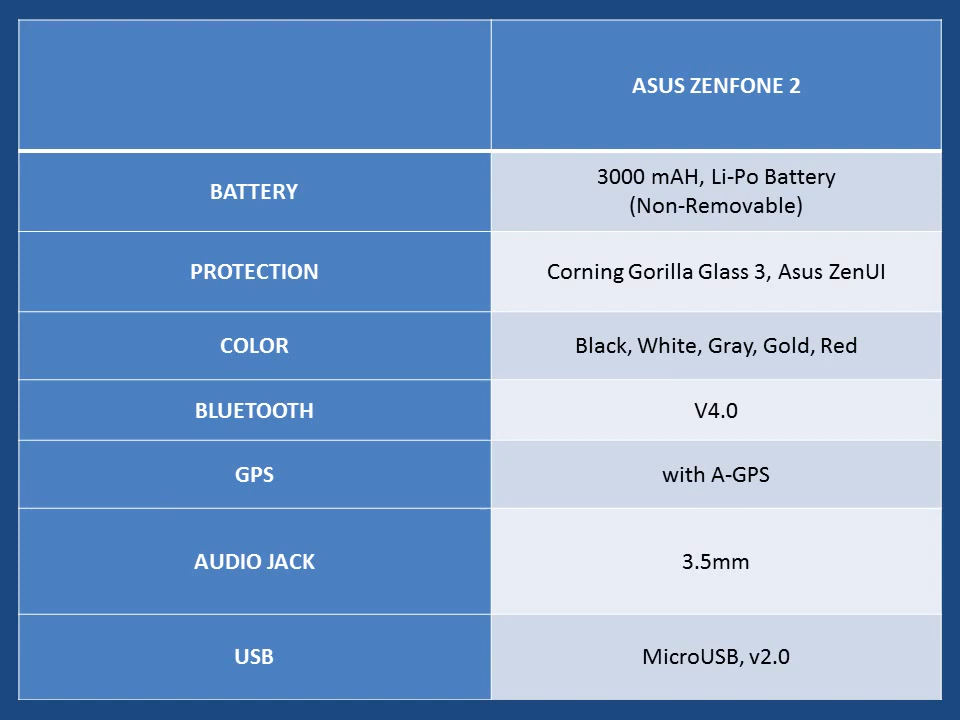 ASUS ZENFONE 2
BATTERY
3000 mAH, Li-Po Battery
(Non-Removable)
PROTECTION
Corning Gorilla Glass 3, Asus ZenUI
COLOR
Black, White, Gray, Gold, Red
BLUETOOTH
V4.0
GPS
with A-GPS
AUDIO JACK
3.5mm
USB
MicroUSB, v2.0